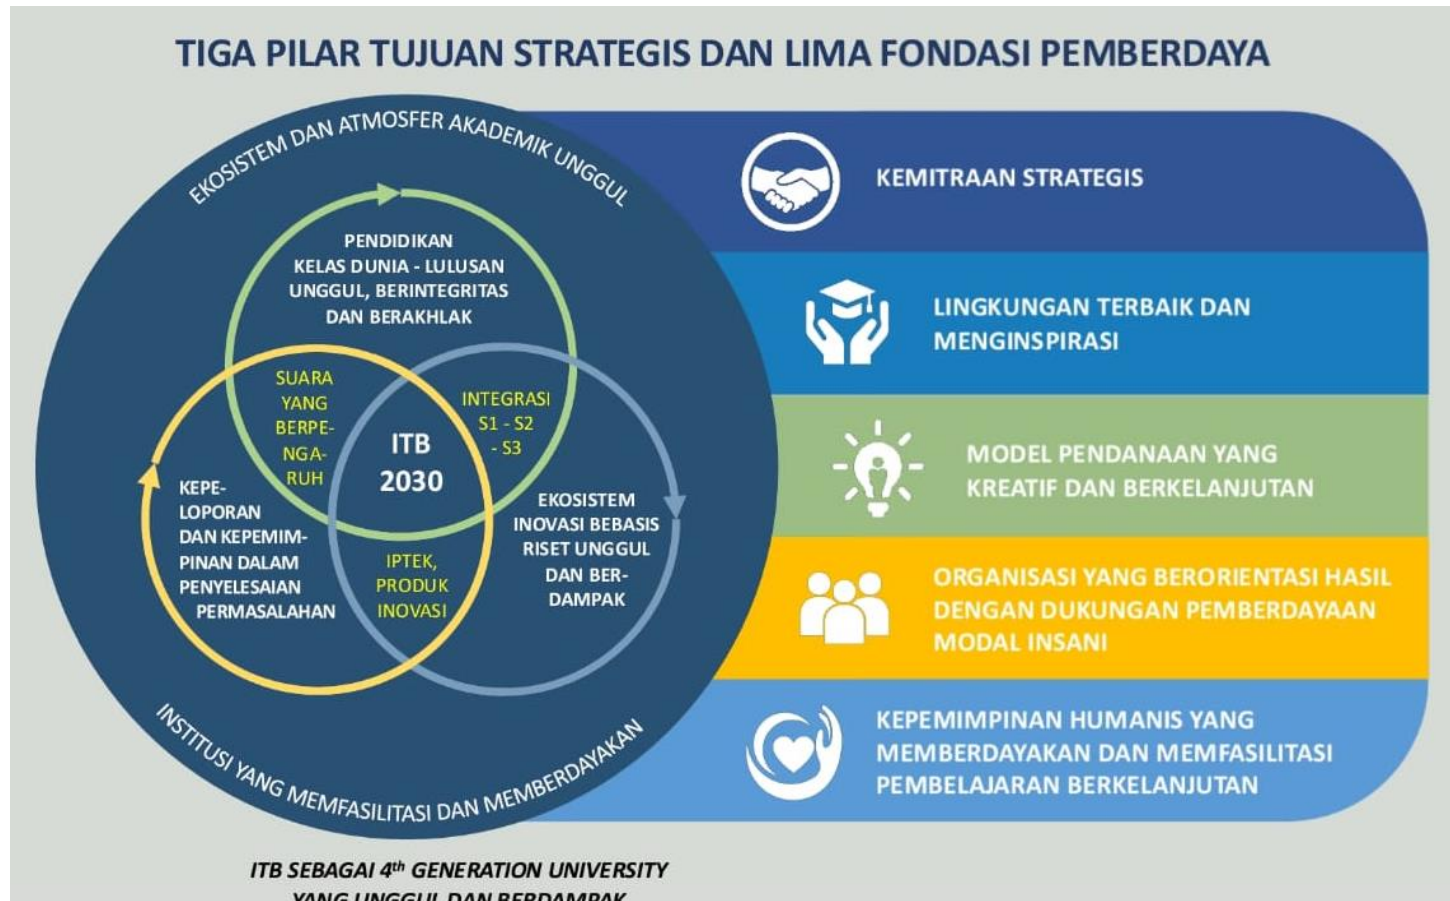 TIGA PILAR TUJUAN STRATEGIS DAN LIMA FONDASI PEMBERDAYA
EKOSISTEM DAN ATMOSFER AKADEMIK UNGGUL
PENDIDIKAN
KELAS DUNIA - LULUSAN
UNGGUL, BERINTEGRITAS
DAN BERAKHLAK
SUARA
YANG
BERPE-
NGA-
RUH
INTEGRASI
S1 - S2
- S3
ITB
2030
KEPE-
LOPORAN
DAN KEPEMIM-
PINAN DALAM
PENYELESAIAN
PERMASALAHAN
EKOSISTEM
INOVASI BEBASIS
RISET UNGGUL
DAN BER-
DAMPAK
IPTEK,
PRODUK
INOVASI
INSTITUSI YANG MEMFASILITASI DAN MEMBERDAYAKAN
KEMITRAAN STRATEGIS
LINGKUNGAN TERBAIK DAN
MENGINSPIRASI
MODEL PENDANAAN YANG
KREATIF DAN BERKELANJUTAN
ORGANISASI YANG BERORIENTASI HASIL
DENGAN DUKUNGAN PEMBERDAYAAN
MODAL INSANI
KEPEMIMPINAN HUMANIS YANG
MEMBERDAYAKAN DAN MEMFASILITASI
PEMBELAJARAN BERKELANJUTAN
ITB SEBAGAI 4th GENERATION UNIVERSITY
YANG UNGGUL DAN BERDAMPAK